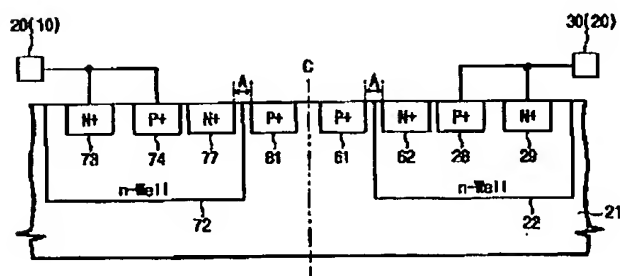 20(10) 30(20)
A C A
N+ P+ N+ P+ P+ N+ P+ N+
73 74 77 81 61 62 28 29
n-Well n-Well
72 22 21